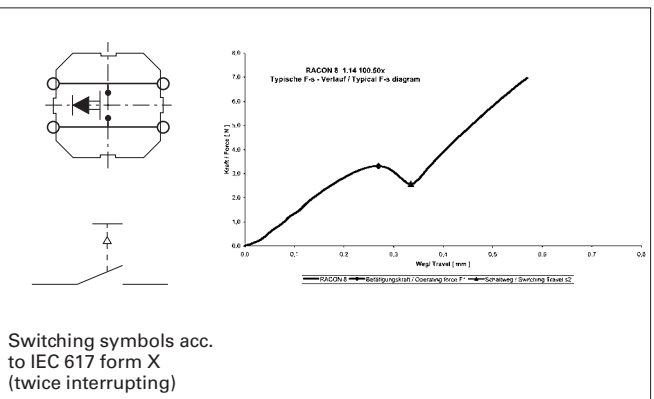 RACON 8 1.14 100.50x
Typische F-s - Verlauf / Typical F-s diagram
Kraft / Force [ N ]
8,0
7,0
6,0
5,0
4,0
3,0
2,0
1,0
0,0
0,0 0,1 0,2 0,3 0,4 0,5 0,6 0,7 0,8
Weg/ Travel [ mm ]
RACON 8 Betätigungskraft / Operating force F1 Schaltweg / Switching Travel s2
Switching symbols acc.
to IEC 617 form X
(twice interrupting)